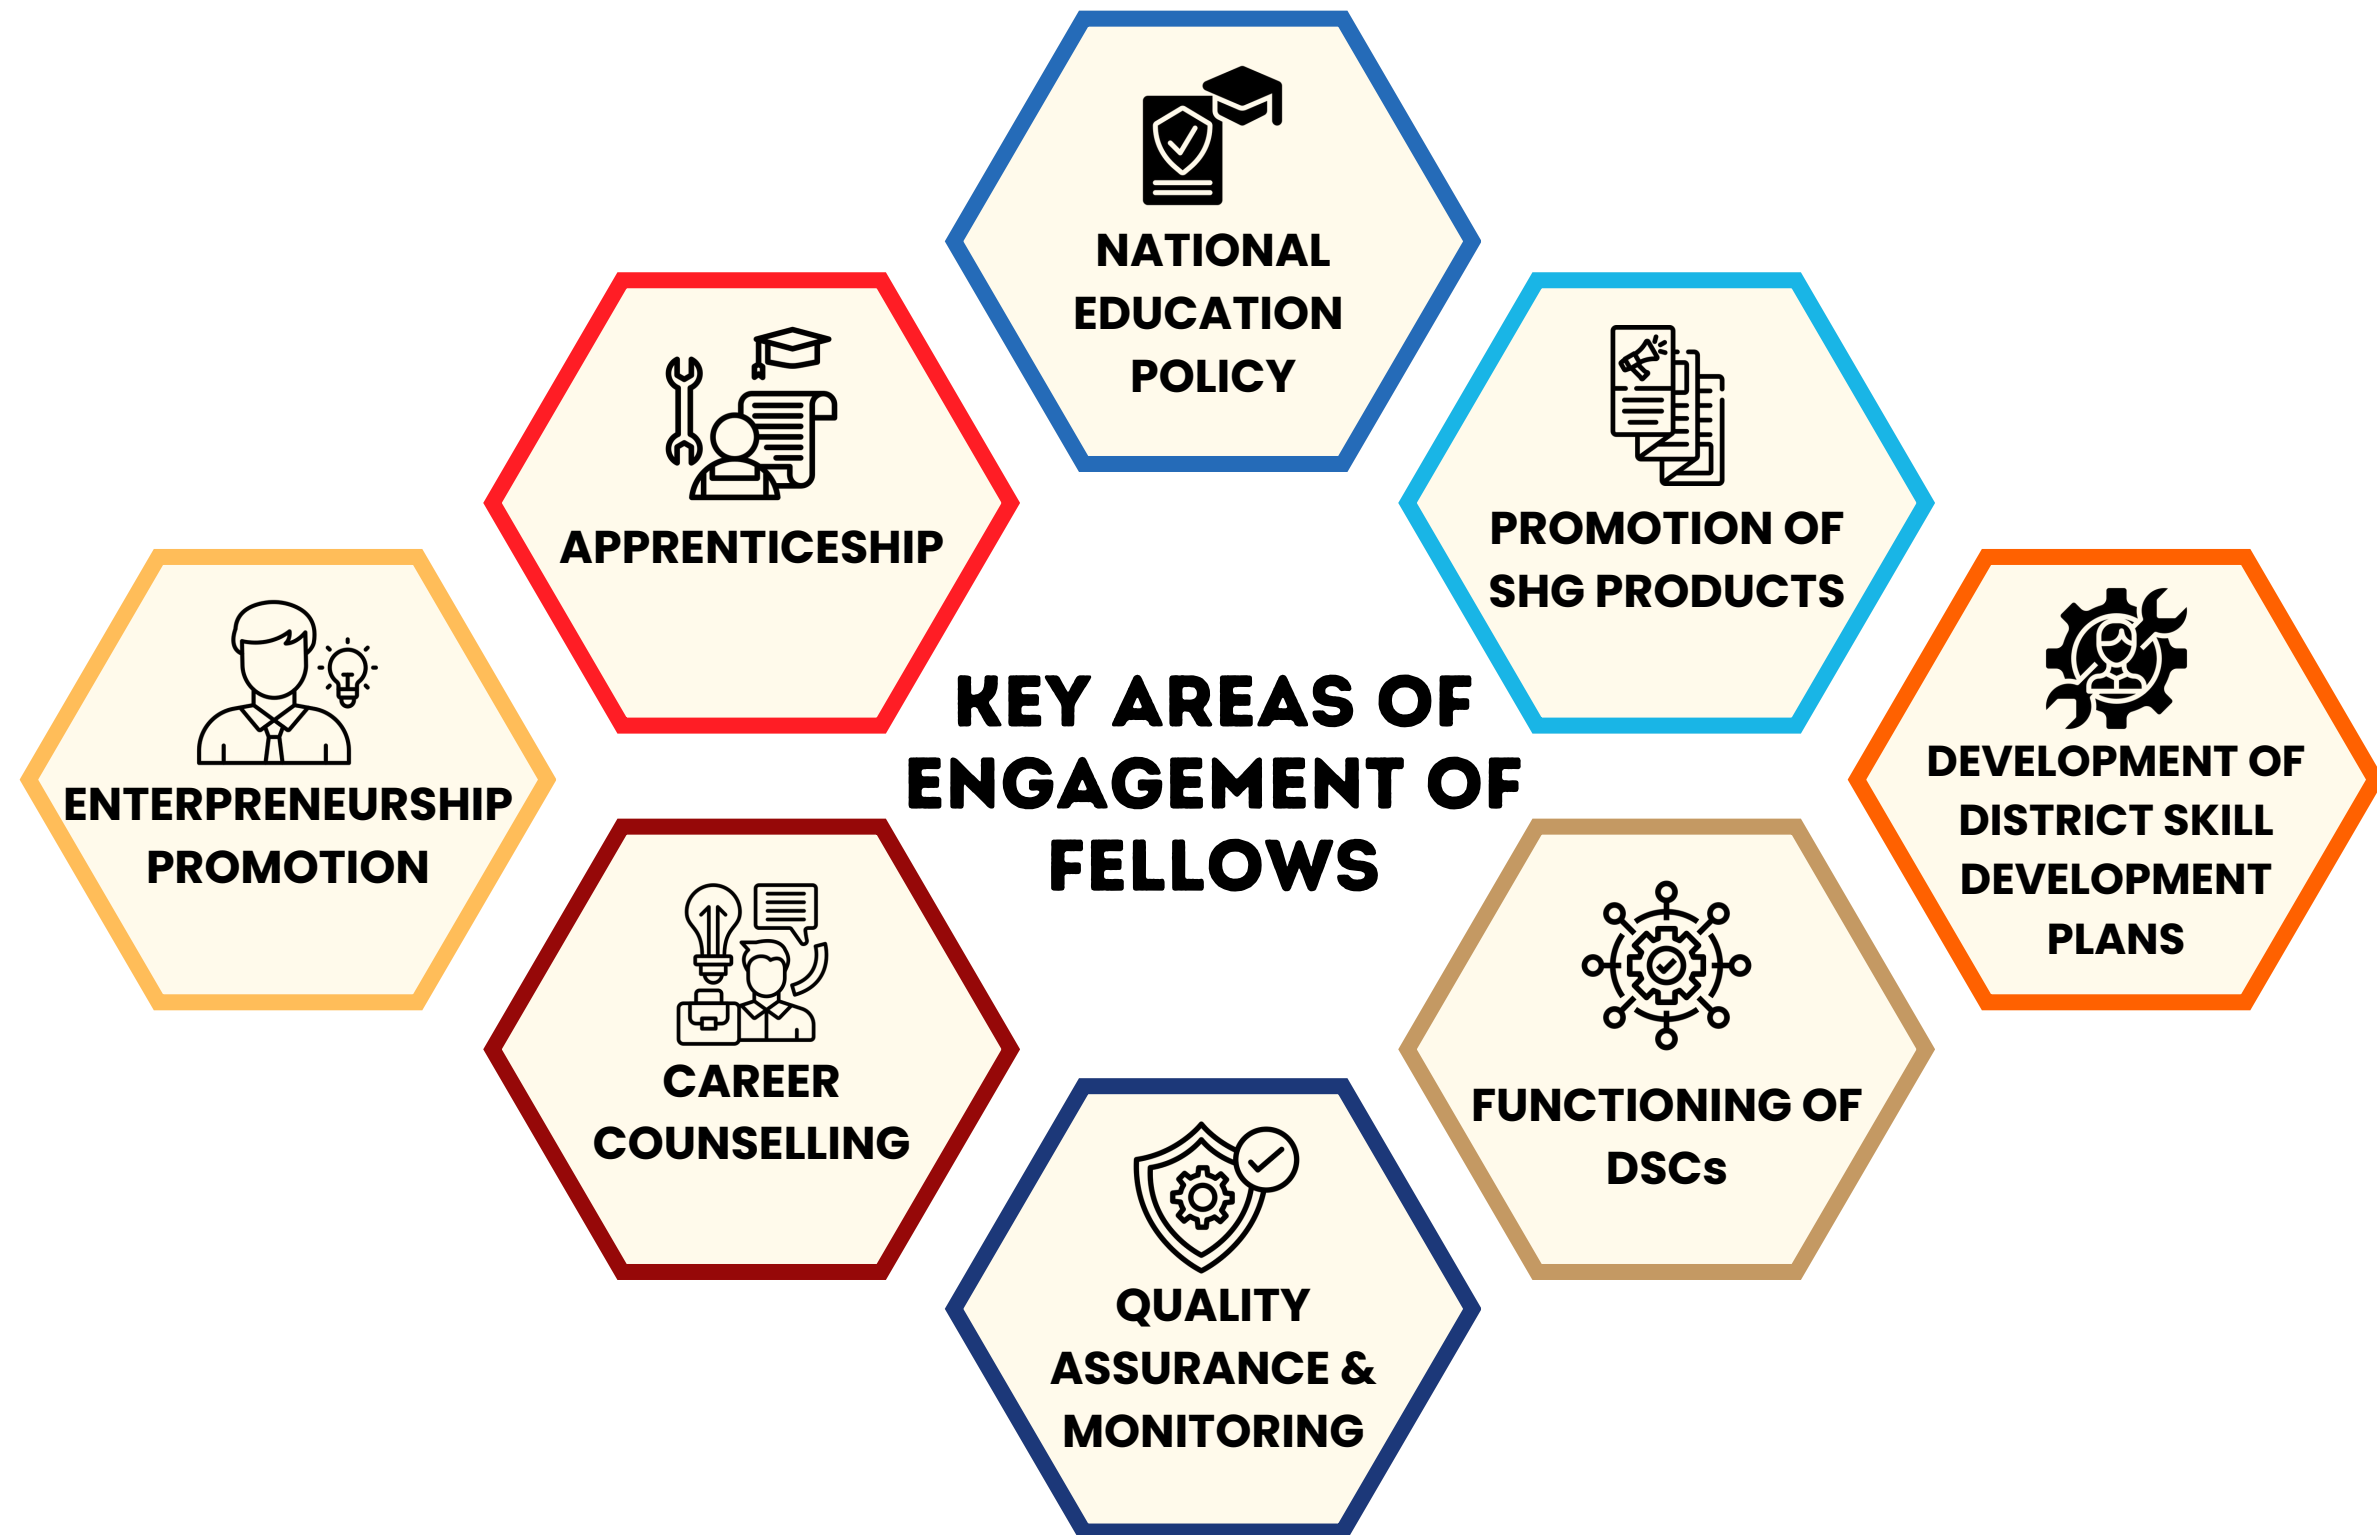 NATIONAL
EDUCATION
POLICY
APPRENTICESHIP
PROMOTION OF
SHG PRODUCTS
ENTERPRENEURSHIP
PROMOTION
KEY AREAS OF
ENGAGEMENT OF
FELLOWS
DEVELOPMENT OF
DISTRICT SKILL
DEVELOPMENT
PLANS
CAREER
COUNSELLING
FUNCTIONING OF
DSCs
QUALITY
ASSURANCE &
MONITORING